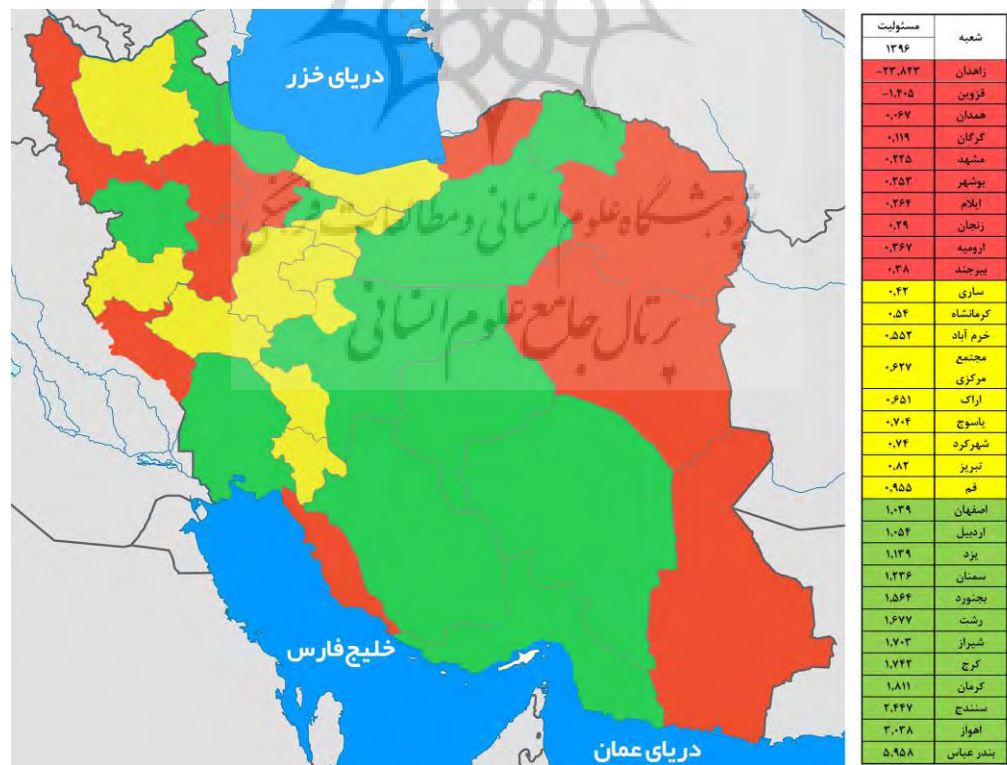 دریای خزر
پژوهشگاه علوم انسانی و مطالعات فرهنگی
پرتال جامع علوم انسانی
خلیج فارس
دریای عمان
شعبه مسئولیت
۱۳۹۶
زاهدان -۲۳,۸۲۳
قزوین -۱,۴۰۵
همدان ۰,۰۶۷
گرگان ۰,۱۱۹
مشهد ۰,۲۲۵
بوشهر ۰,۲۵۳
ایلام ۰,۲۶۴
زنجان ۰,۲۹
ارومیه ۰,۳۶۷
بیرجند ۰,۳۸
ساری ۰,۴۲
کرمانشاه ۰,۵۴
خرم آباد ۰,۵۵۲
مجتمع
مرکزی ۰,۶۲۷
اراک ۰,۶۵۱
یاسوج ۰,۷۰۴
شهرکرد ۰,۷۴
تبریز ۰,۸۲
قم ۰,۹۵۵
اصفهان ۱,۰۳۹
اردبیل ۱,۰۵۴
یزد ۱,۱۳۹
سمنان ۱,۲۳۶
بجنورد ۱,۵۶۴
رشت ۱,۶۷۷
شیراز ۱,۷۰۳
کرج ۱,۷۴۲
کرمان ۱,۸۱۱
سنندج ۲,۴۴۷
اهواز ۳,۰۳۸
بندر عباس ۵,۹۵۸